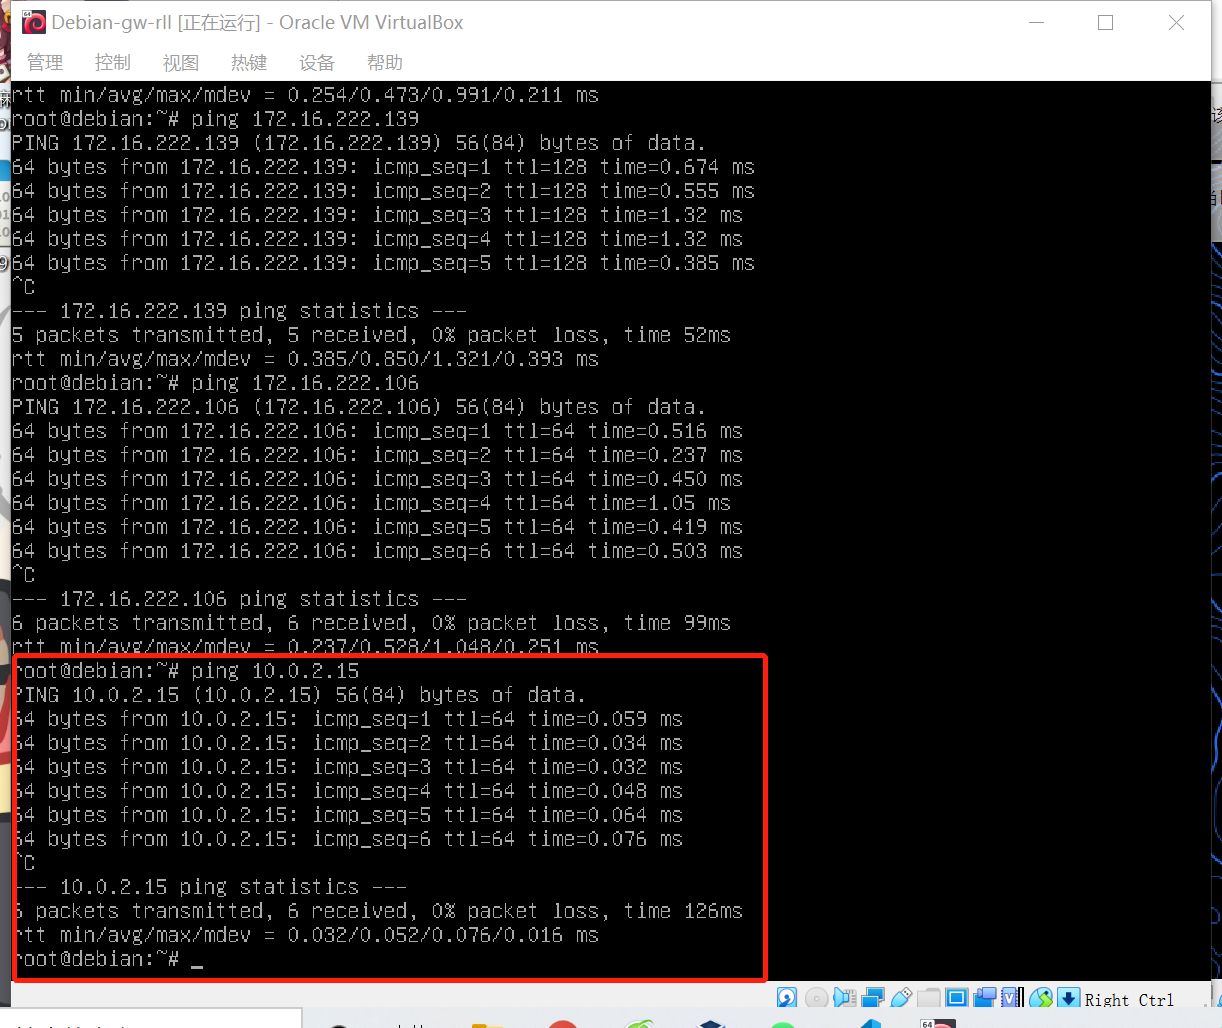 Debian-gw-rll [正在运行] - Oracle VM VirtualBox
管理 控制 视图 热键 设备 帮助
rtt min/avg/max/mdev = 0.254/0.473/0.991/0.211 ms
root@debian:~# ping 172.16.222.139
PING 172.16.222.139 (172.16.222.139) 56(84) bytes of data.
64 bytes from 172.16.222.139: icmp_seq=1 ttl=128 time=0.674 ms
64 bytes from 172.16.222.139: icmp_seq=2 ttl=128 time=0.555 ms
64 bytes from 172.16.222.139: icmp_seq=3 ttl=128 time=1.32 ms
64 bytes from 172.16.222.139: icmp_seq=4 ttl=128 time=1.32 ms
64 bytes from 172.16.222.139: icmp_seq=5 ttl=128 time=0.385 ms
^C
--- 172.16.222.139 ping statistics ---
5 packets transmitted, 5 received, 0% packet loss, time 52ms
rtt min/avg/max/mdev = 0.385/0.850/1.321/0.393 ms
root@debian:~# ping 172.16.222.106
PING 172.16.222.106 (172.16.222.106) 56(84) bytes of data.
64 bytes from 172.16.222.106: icmp_seq=1 ttl=64 time=0.516 ms
64 bytes from 172.16.222.106: icmp_seq=2 ttl=64 time=0.237 ms
64 bytes from 172.16.222.106: icmp_seq=3 ttl=64 time=0.450 ms
64 bytes from 172.16.222.106: icmp_seq=4 ttl=64 time=1.05 ms
64 bytes from 172.16.222.106: icmp_seq=5 ttl=64 time=0.419 ms
64 bytes from 172.16.222.106: icmp_seq=6 ttl=64 time=0.503 ms
^C
--- 172.16.222.106 ping statistics ---
6 packets transmitted, 6 received, 0% packet loss, time 99ms
rtt min/avg/max/mdev = 0.237/0.528/1.048/0.251 ms
root@debian:~# ping 10.0.2.15
PING 10.0.2.15 (10.0.2.15) 56(84) bytes of data.
64 bytes from 10.0.2.15: icmp_seq=1 ttl=64 time=0.059 ms
64 bytes from 10.0.2.15: icmp_seq=2 ttl=64 time=0.034 ms
64 bytes from 10.0.2.15: icmp_seq=3 ttl=64 time=0.032 ms
64 bytes from 10.0.2.15: icmp_seq=4 ttl=64 time=0.048 ms
64 bytes from 10.0.2.15: icmp_seq=5 ttl=64 time=0.064 ms
64 bytes from 10.0.2.15: icmp_seq=6 ttl=64 time=0.076 ms
^C
--- 10.0.2.15 ping statistics ---
6 packets transmitted, 6 received, 0% packet loss, time 126ms
rtt min/avg/max/mdev = 0.032/0.052/0.076/0.016 ms
root@debian:~# _
Right Ctrl